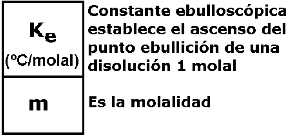 Ke
(ºC/molal)
Constante ebulloscópica
establece el ascenso del
punto ebullición de una
disolución 1 molal
m
Es la molalidad